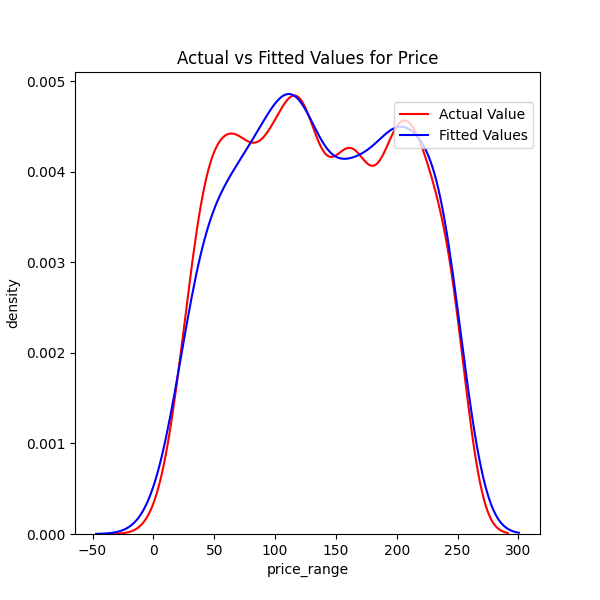 Actual vs Fitted Values for Price
Actual Value
Fitted Values
0.005
0.004
0.003
0.002
0.001
0.000
density
−50
0
50
100
150
200
250
300
price_range